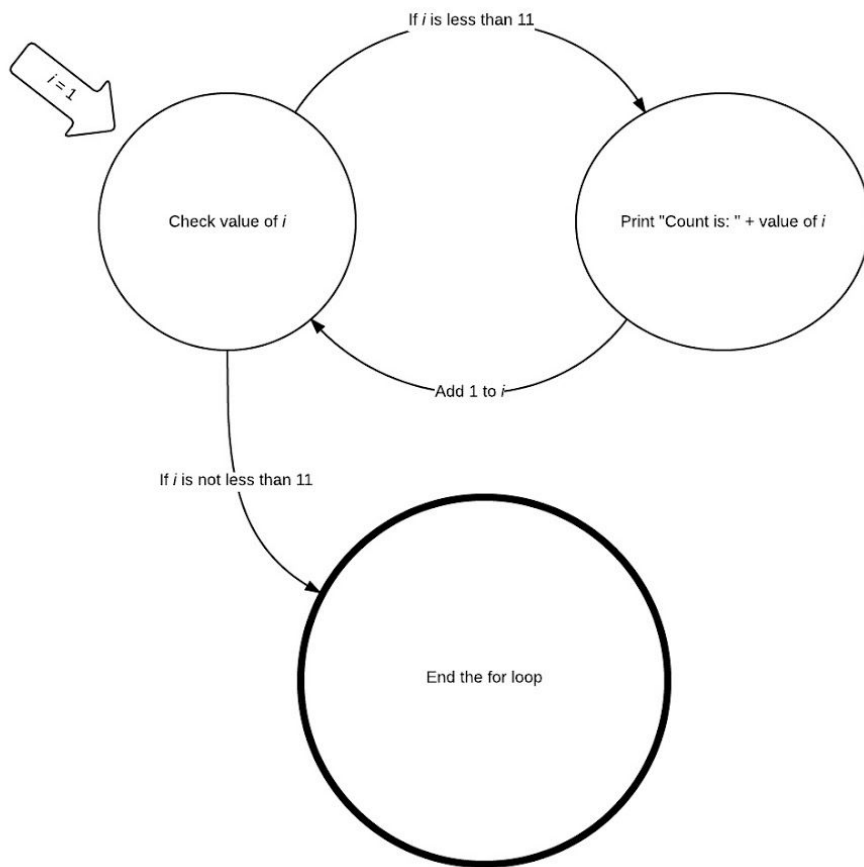 If i is less than 11
i = 1
Check value of i
Print "Count is: " + value of i
Add 1 to i
If i is not less than 11
End the for loop